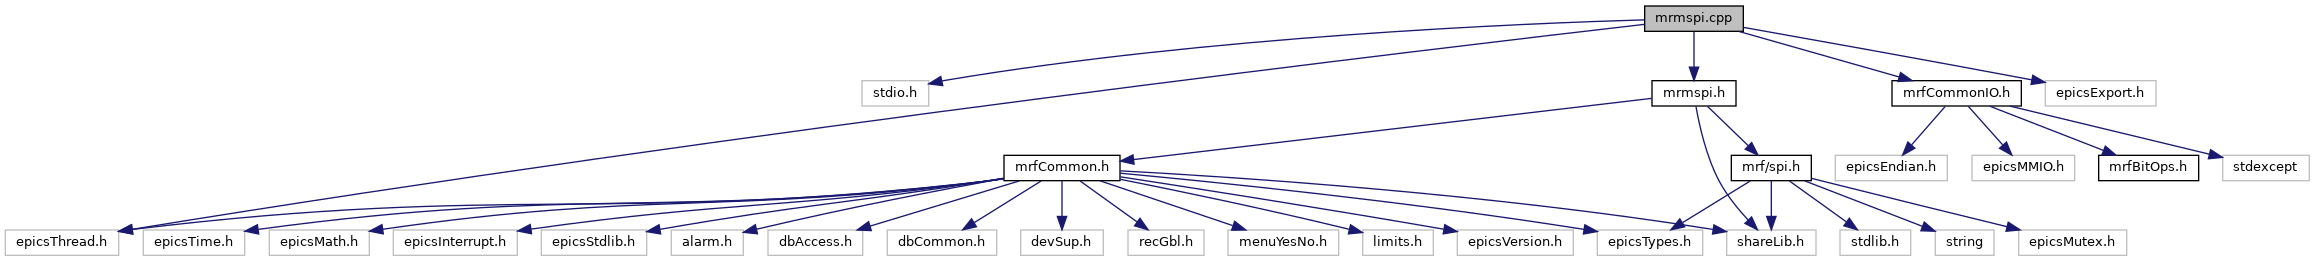 mrmspi.cpp
stdio.h
mrmspi.h
mrfCommonIO.h
epicsExport.h
mrfCommon.h
mrf/spi.h
epicsEndian.h
epicsMMIO.h
mrfBitOps.h
stdexcept
epicsThread.h
epicsTime.h
epicsMath.h
epicsInterrupt.h
epicsStdlib.h
alarm.h
dbAccess.h
dbCommon.h
devSup.h
recGbl.h
menuYesNo.h
limits.h
epicsVersion.h
epicsTypes.h
shareLib.h
stdlib.h
string
epicsMutex.h